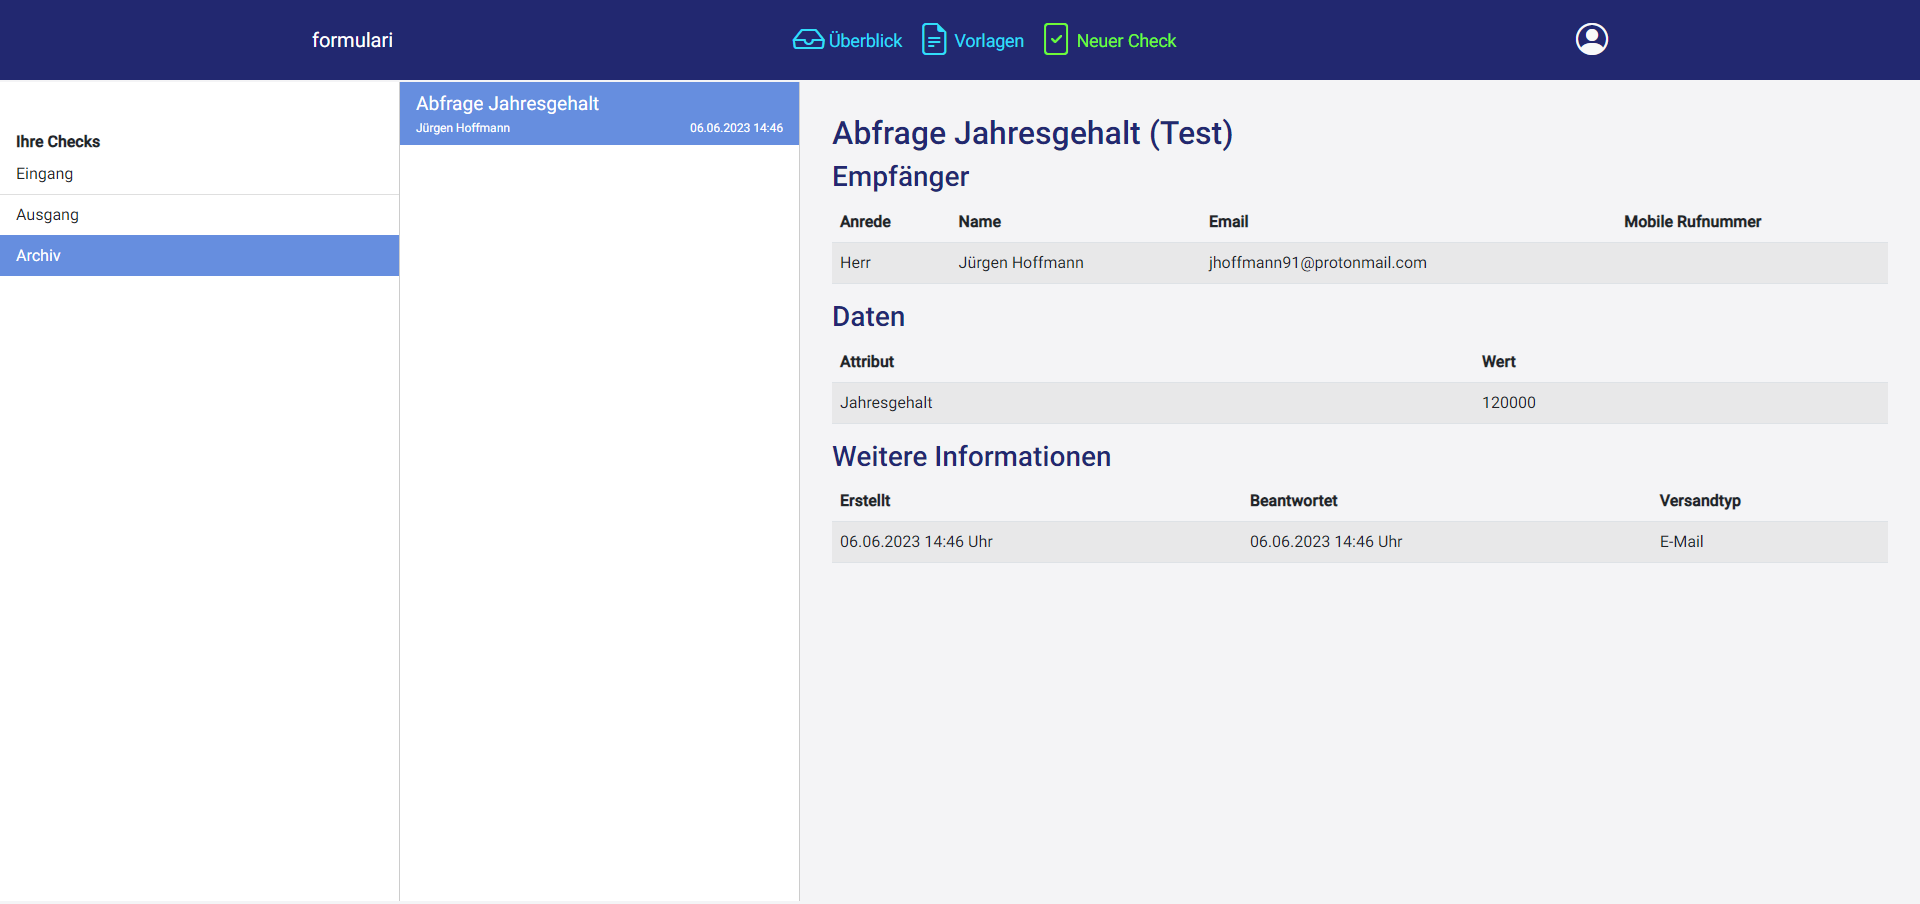 formulari
Überblick
Vorlagen
Neuer Check
Ihre Checks
Eingang
Ausgang
Archiv
Abfrage Jahresgehalt
Jürgen Hoffmann 06.06.2023 14:46
Abfrage Jahresgehalt (Test)
Empfänger
Anrede Name Email Mobile Rufnummer
Herr Jürgen Hoffmann jhoffmann91@protonmail.com
Daten
Attribut Wert
Jahresgehalt 120000
Weitere Informationen
Erstellt Beantwortet Versandtyp
06.06.2023 14:46 Uhr 06.06.2023 14:46 Uhr E-Mail